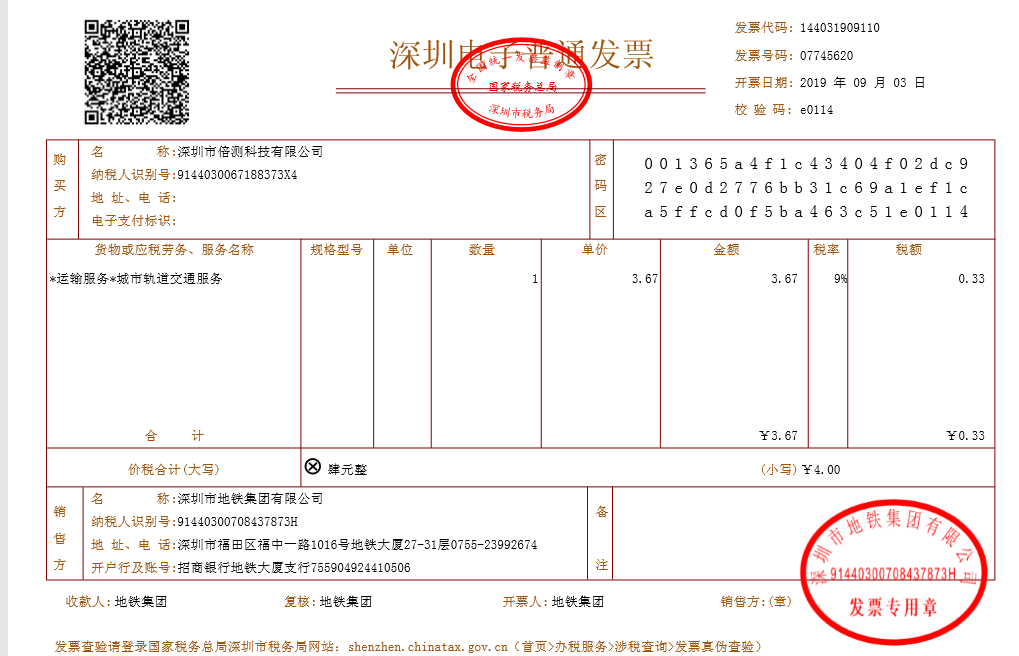 深圳电子普通发票
全国统一发票监制章
国家税务总局
深圳市税务局
发票代码: 144031909110
发票号码: 07745620
开票日期: 2019 年 09 月 03 日
校 验 码: e0114
购买方
名 称:深圳市倍测科技有限公司
纳税人识别号:9144030067188373X4
地 址、电 话:
电子支付标识:
密码区
001365a4f1c43404f02dc9
27e0d2776bb31c69a1ef1c
a5ffcd0f5ba463c51e0114
货物或应税劳务、服务名称 规格型号 单位 数量 单价 金额 税率 税额
*运输服务*城市轨道交通服务 1 3.67 3.67 9% 0.33
合 计 ￥3.67 ￥0.33
价税合计(大写) ⊗ 肆元整 (小写) ￥4.00
销售方
名 称:深圳市地铁集团有限公司
纳税人识别号:91440300708437873H
地 址、电 话:深圳市福田区福中一路1016号地铁大厦27-31层0755-23992674
开户行及账号:招商银行地铁大厦支行755904924410506
备注
深圳市地铁集团有限公司
91440300708437873H
发票专用章
收款人: 地铁集团 复核: 地铁集团 开票人: 地铁集团 销售方:(章)
发票查验请登录国家税务总局深圳市税务局网站: shenzhen.chinatax.gov.cn（首页>办税服务>涉税查询>发票真伪查验）